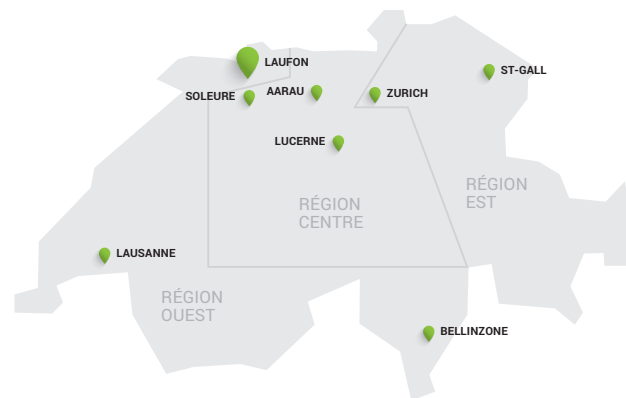 LAUFON
ST-GALL
SOLEURE
AARAU
ZURICH
LUCERNE
RÉGION
EST
RÉGION
CENTRE
LAUSANNE
RÉGION
OUEST
BELLINZONE